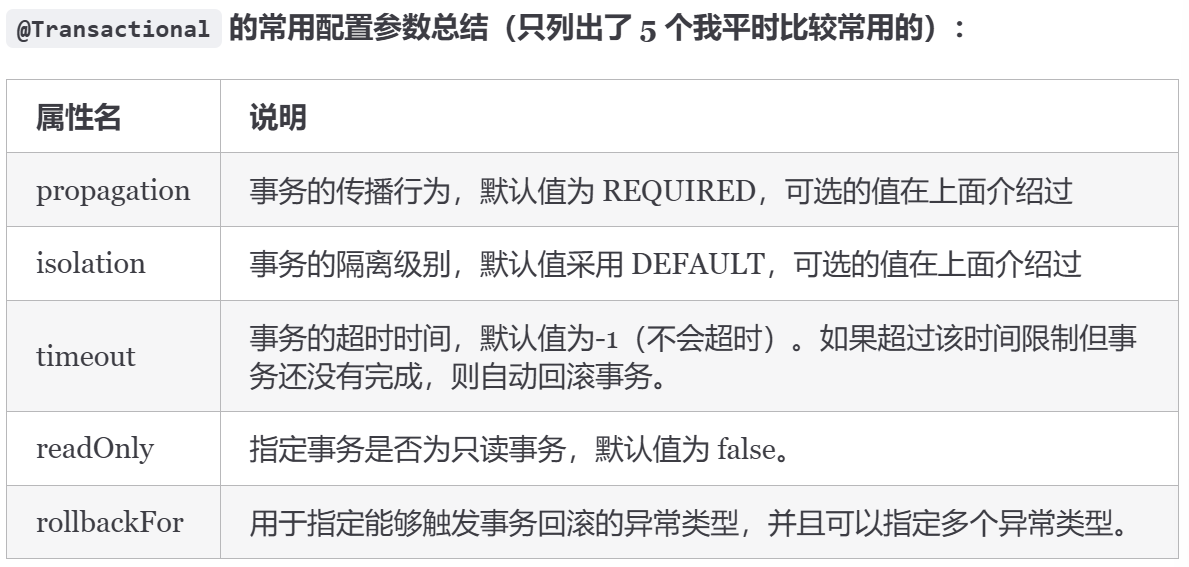 @Transactional 的常用配置参数总结（只列出了 5 个我平时比较常用的）：
属性名 说明
propagation 事务的传播行为，默认值为 REQUIRED，可选的值在上面介绍过
isolation 事务的隔离级别，默认值采用 DEFAULT，可选的值在上面介绍过
timeout 事务的超时时间，默认值为-1（不会超时）。如果超过该时间限制但事
务还没有完成，则自动回滚事务。
readOnly 指定事务是否为只读事务，默认值为 false。
rollbackFor 用于指定能够触发事务回滚的异常类型，并且可以指定多个异常类型。